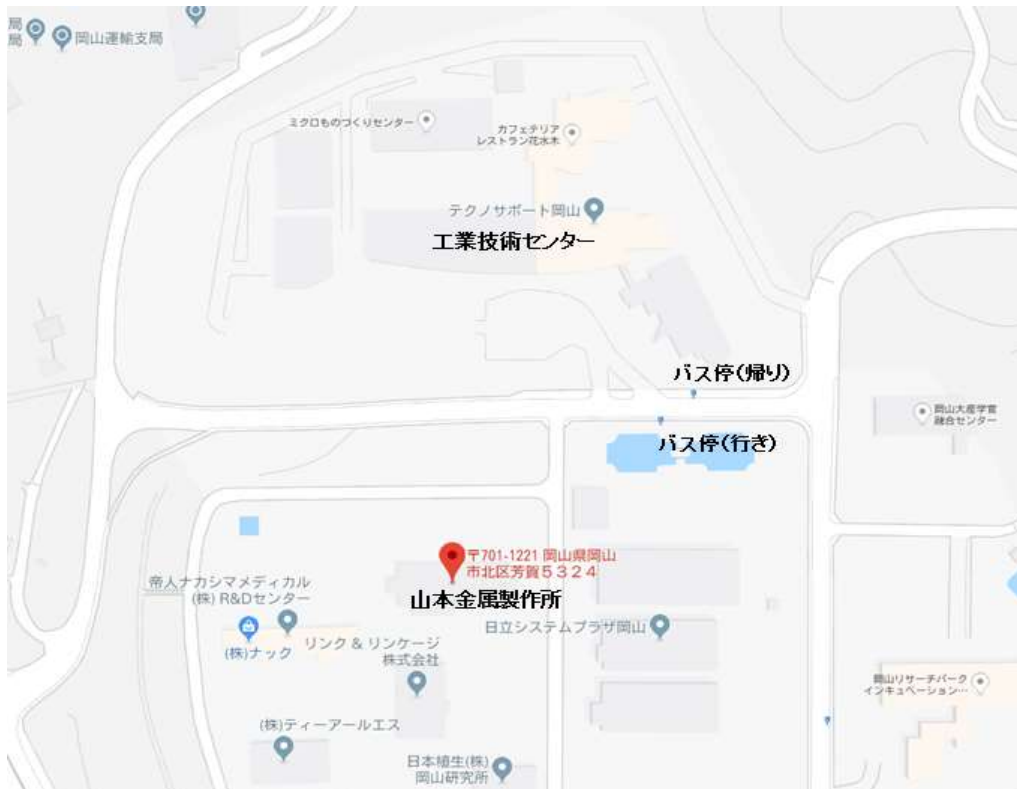 局
局
岡山運輸支局
ミクロものづくりセンター
カフェテリア
レストラン花水木
テクノサポート岡山
工業技術センター
バス停(帰り)
岡山大産学官
融合センター
バス停(行き)
〒701-1221 岡山県岡山
市北区芳賀５３２４
山本金属製作所
帝人ナカシマメディカル
(株) R&Dセンター
(株)ナック
リンク & リンケージ
株式会社
日立システムプラザ岡山
岡山リサーチパーク
インキュベーション…
(株)ティーアールエス
日本植生(株)
岡山研究所